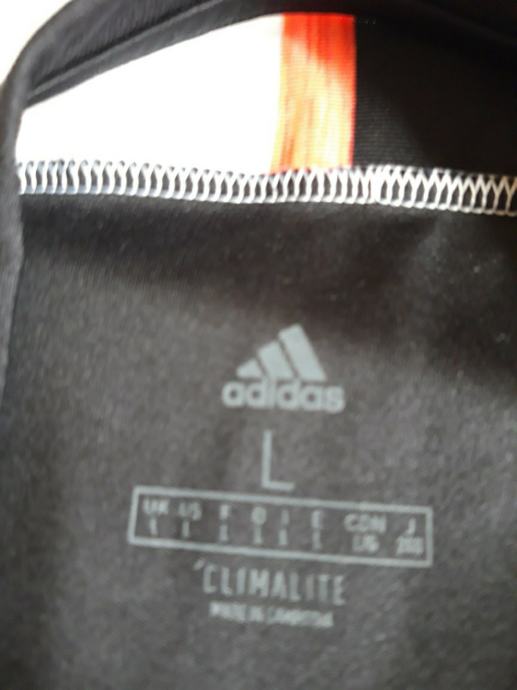 adidas
L
UK US F D I E CDN J
L L L L L L L/G
CLIMALITE
MADE IN CAMBODIA